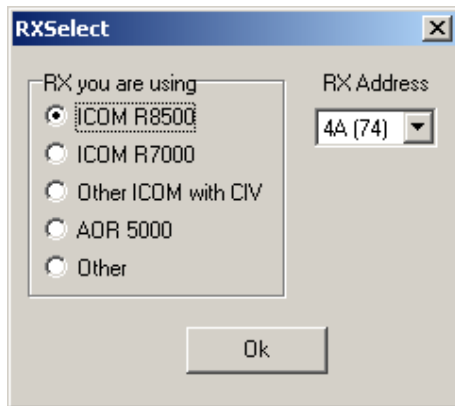 RXSelect
RX you are using
ICOM R8500
ICOM R7000
Other ICOM with CIV
AOR 5000
Other
RX Address
4A (74)
Ok